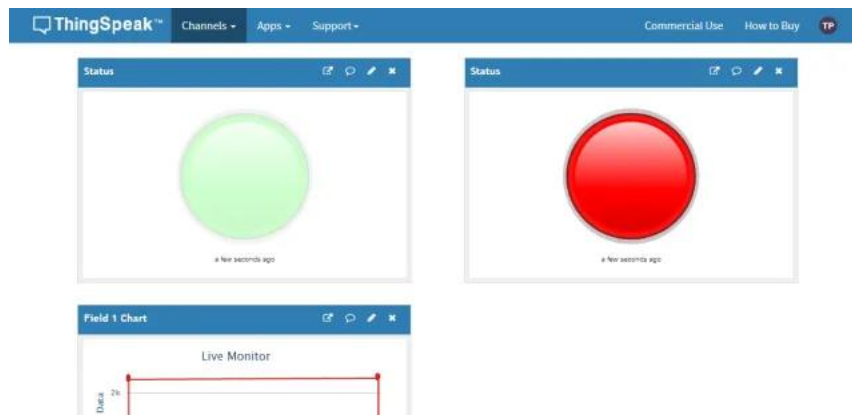 ThingSpeak™ Channels Apps Support Commercial Use How to Buy TP
Status
a few seconds ago
Status
a few seconds ago
Field 1 Chart
Live Monitor
2k
Data